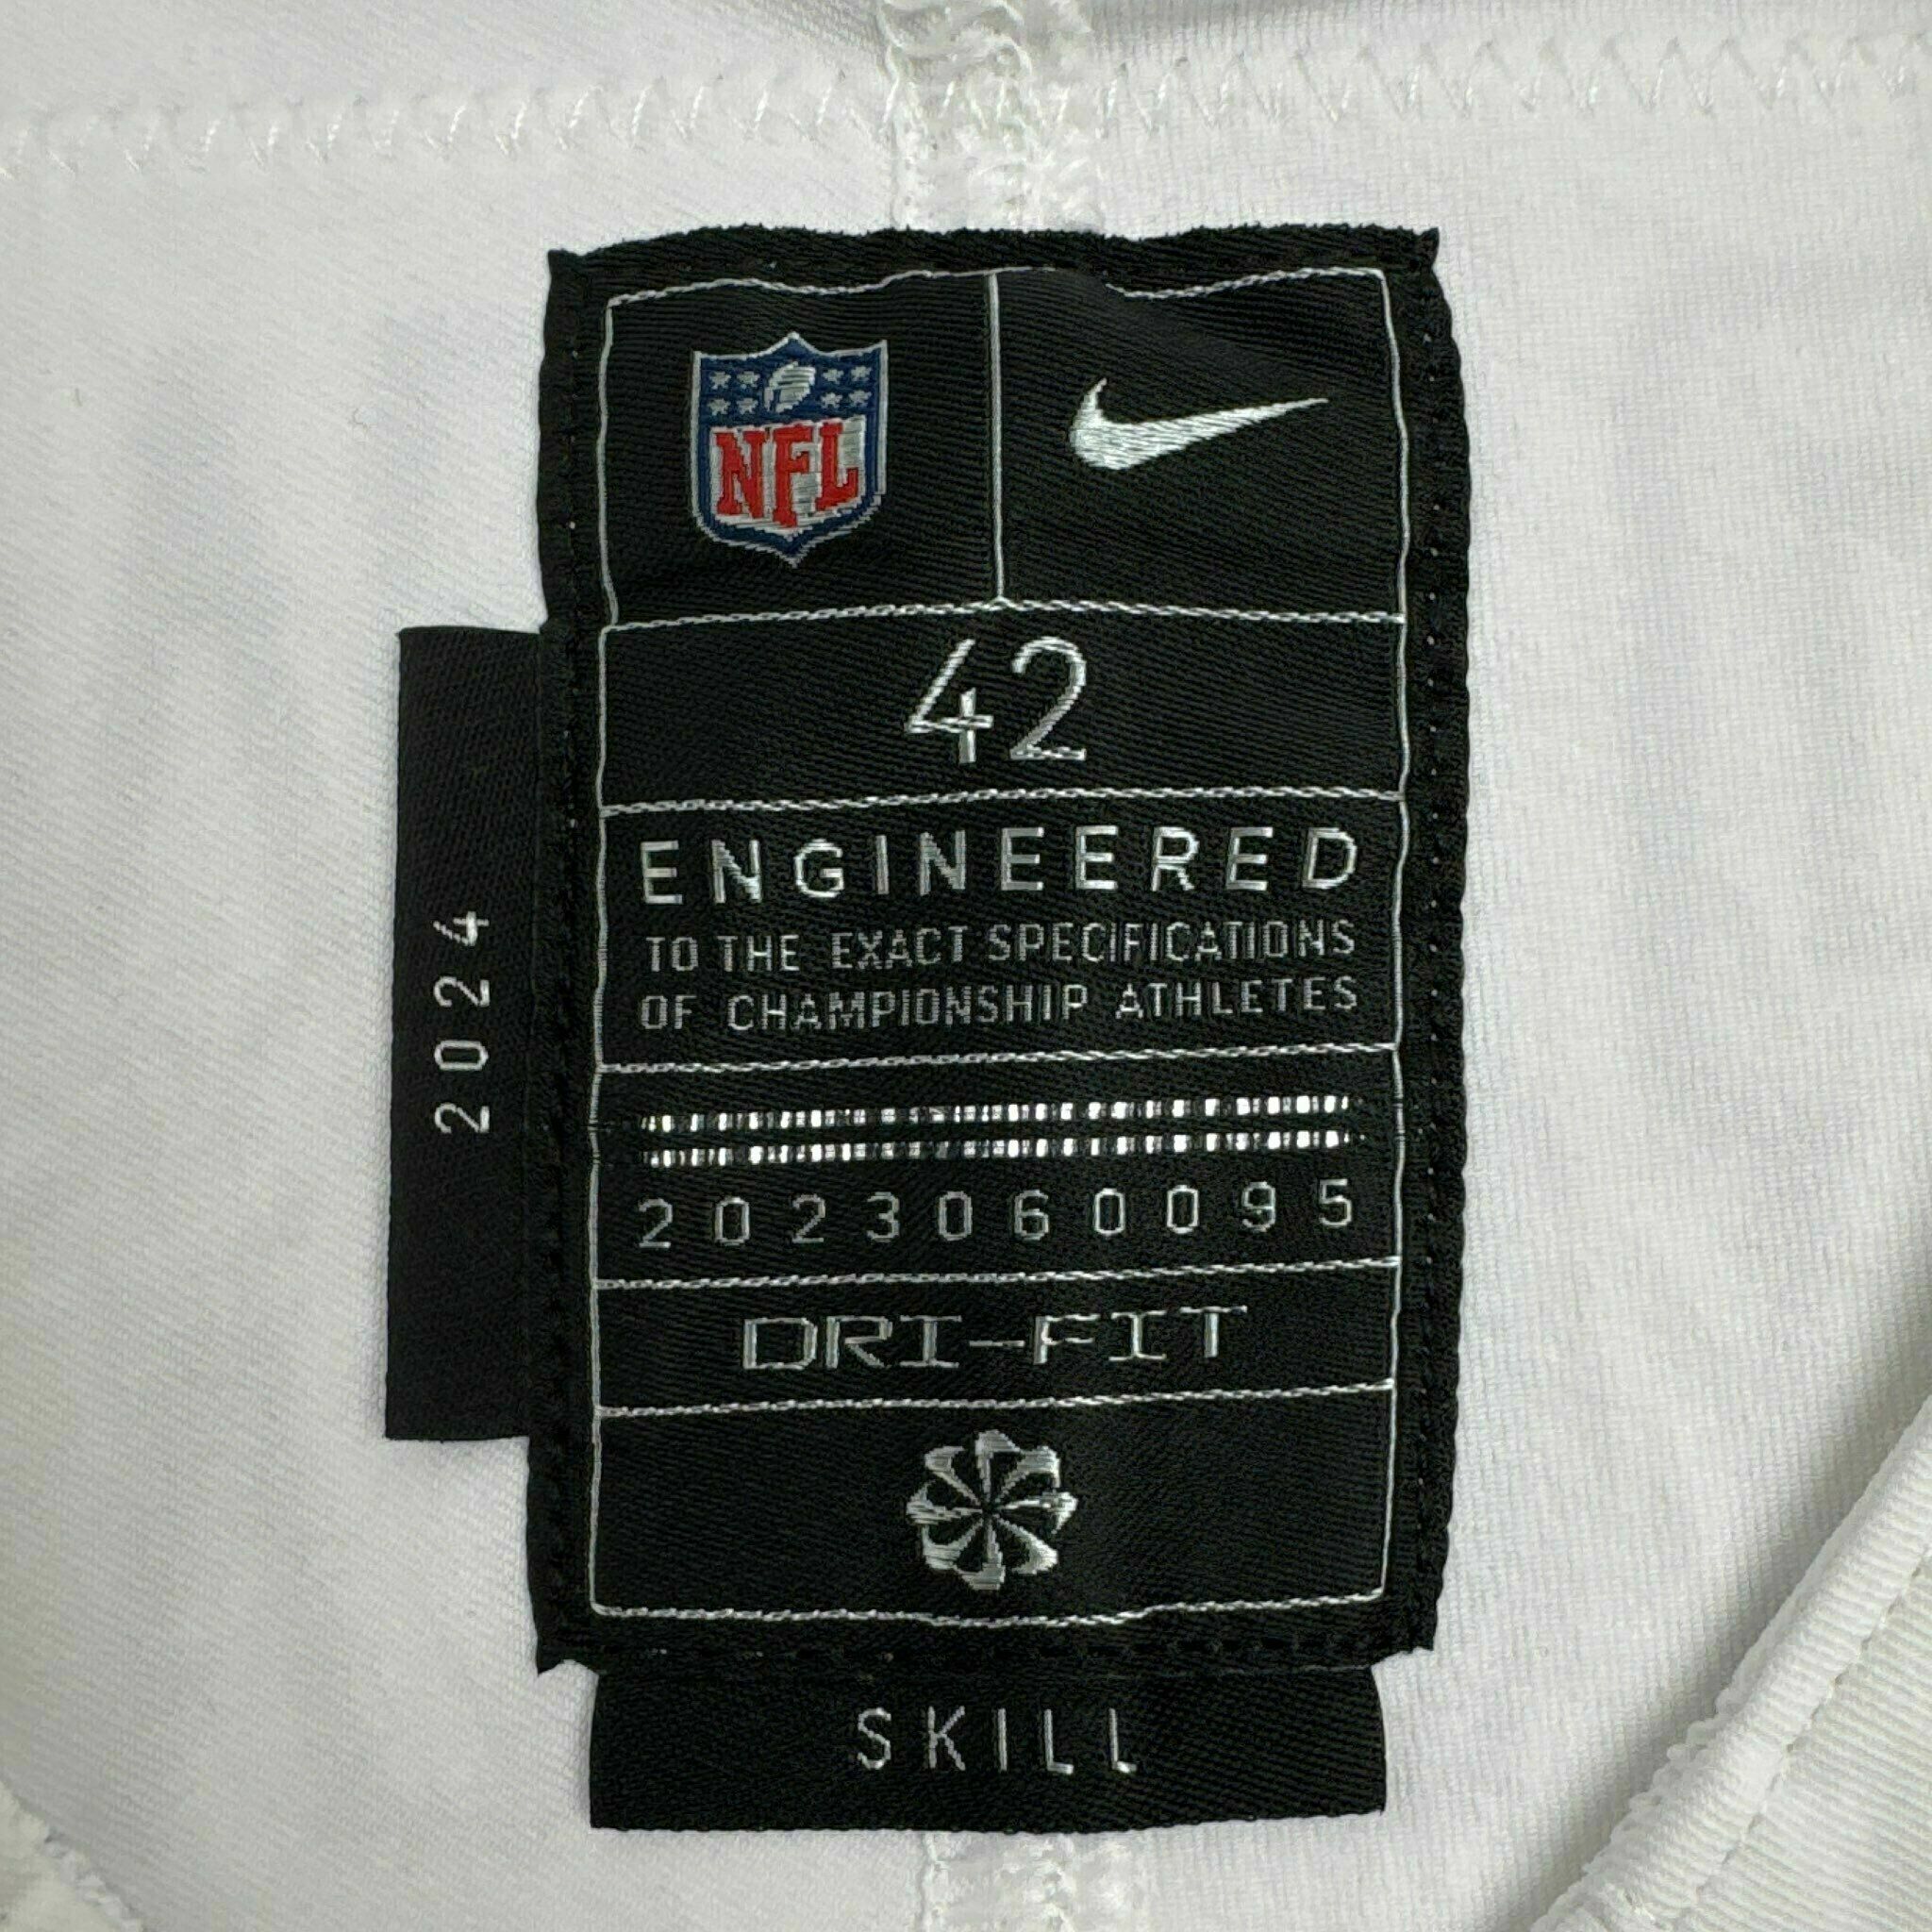 NFL
42
ENGINEERED
TO THE EXACT SPECIFICATIONS
OF CHAMPIONSHIP ATHLETES
2023060095
DRI-FIT
SKILL
2024